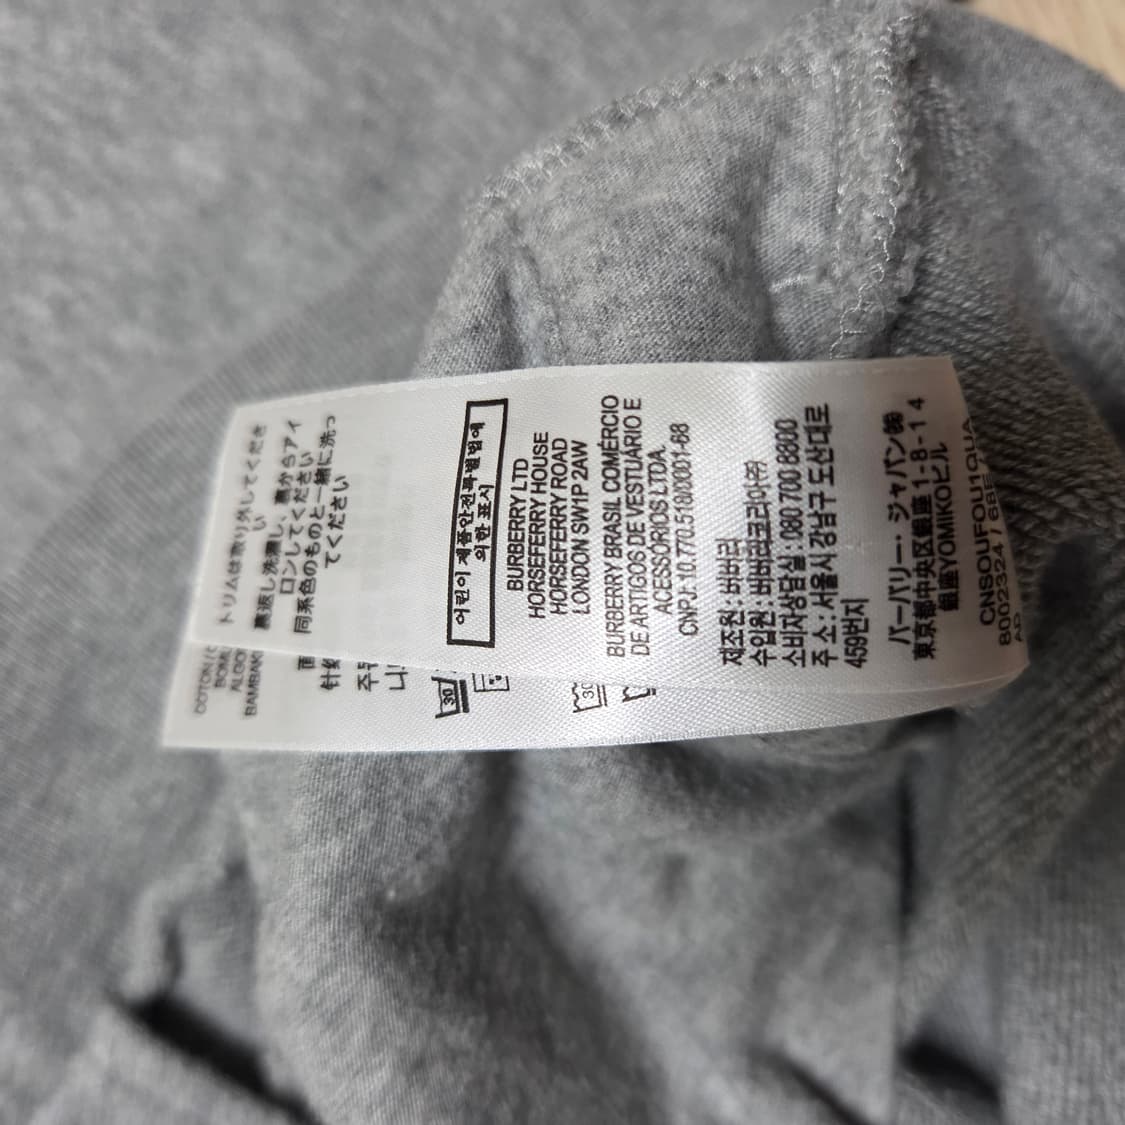 トリムは取り外してくださ
い
裏返し洗濯し、裏からアイ
ロンしてください
同系色のものと一緒に洗っ
てください
어린이 제품안전특별법에
의한 표시
BURBERRY LTD
HORSEFERRY HOUSE
HORSEFERRY ROAD
LONDON SW1P 2AW
BURBERRY BRASIL COMÉRCIO
DE ARTIGOS DE VESTUÁRIO E
ACESSÓRIOS LTDA.
CNPJ: 10.770.518/0001-68
제조원 : 버버리
수입원 : 버버리코리아(주)
소비자상담실 : 080 700 8800
주 소 : 서울시 강남구 도산대로
459번지
バーバリー・ジャパン㈱
東京都中央区銀座 1-8-1 4
銀座YOMIKOビル
CNSOUFOU19QUA
8002324 /
AD
COTON /
BAMBAKI
30
30